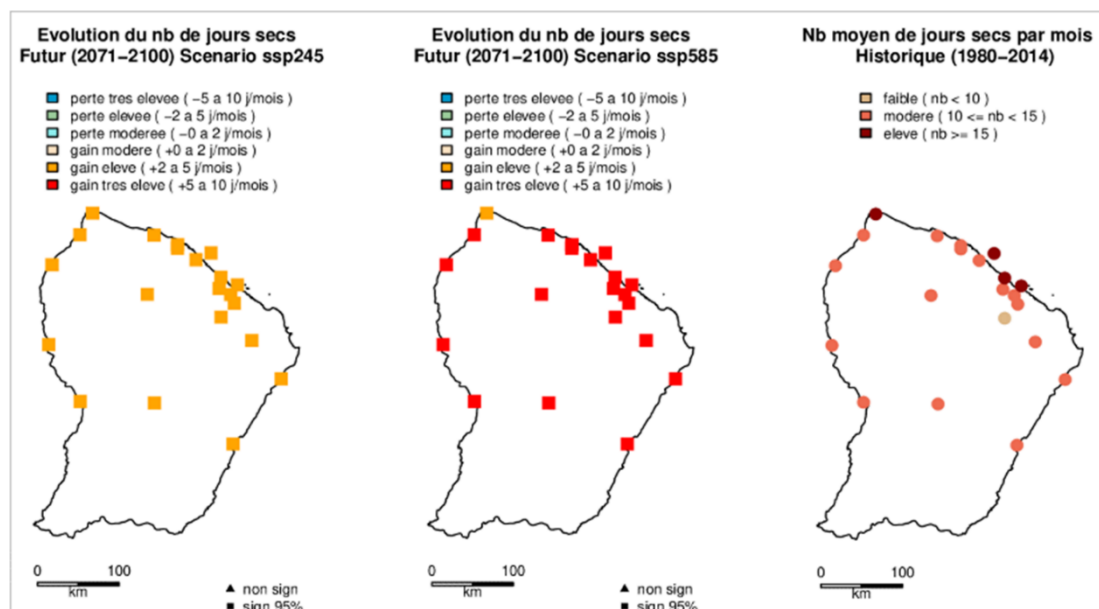 Evolution du nb de jours secs
Futur (2071−2100) Scenario ssp245
perte tres elevee ( −5 a 10 j/mois )
perte elevee ( −2 a 5 j/mois )
perte moderee ( −0 a 2 j/mois )
gain modere ( +0 a 2 j/mois )
gain eleve ( +2 a 5 j/mois )
gain tres eleve ( +5 a 10 j/mois )
0 100
km
non sign
sign 95%
Evolution du nb de jours secs
Futur (2071−2100) Scenario ssp585
perte tres elevee ( −5 a 10 j/mois )
perte elevee ( −2 a 5 j/mois )
perte moderee ( −0 a 2 j/mois )
gain modere ( +0 a 2 j/mois )
gain eleve ( +2 a 5 j/mois )
gain tres eleve ( +5 a 10 j/mois )
0 100
km
non sign
sign 95%
Nb moyen de jours secs par mois
Historique (1980−2014)
faible ( nb < 10 )
modere ( 10 <= nb < 15 )
eleve ( nb >= 15 )
0 100
km